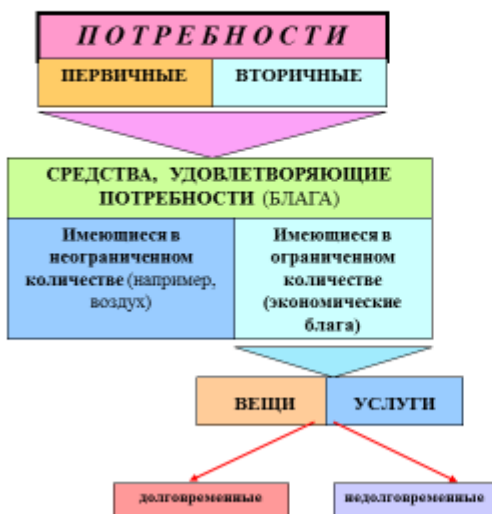 ПОТРЕБНОСТИ
ПЕРВИЧНЫЕ
ВТОРИЧНЫЕ
СРЕДСТВА, УДОВЛЕТВОРЯЮЩИЕ
ПОТРЕБНОСТИ (БЛАГА)
Имеющиеся в
неограниченном
количестве (например,
воздух)
Имеющиеся в
ограниченном
количестве
(экономические
блага)
ВЕЩИ
УСЛУГИ
долговременные
недолговременные